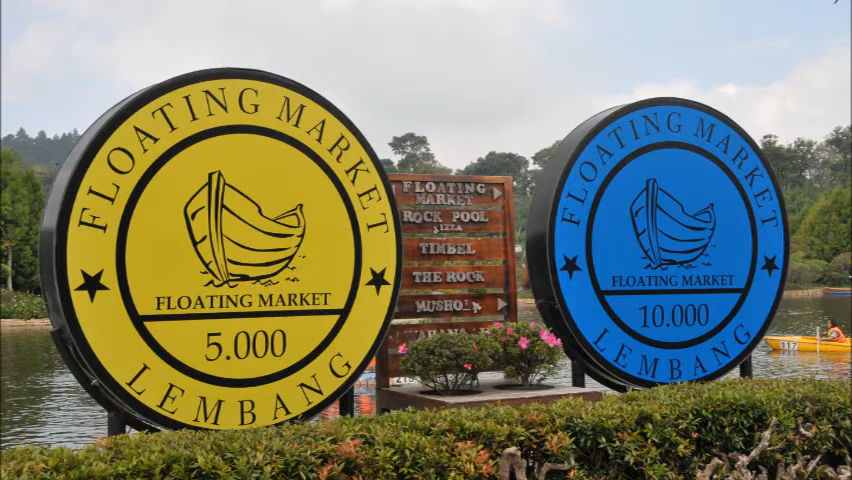 FLOATING MARKET
FLOATING MARKET
5.000
LEMBANG
FLOATING
MARKET
ROCK POOL
TIMBEL
THE ROCK
MUSHOLA
FLOATING MARKET
FLOATING MARKET
10.000
LEMBANG
117